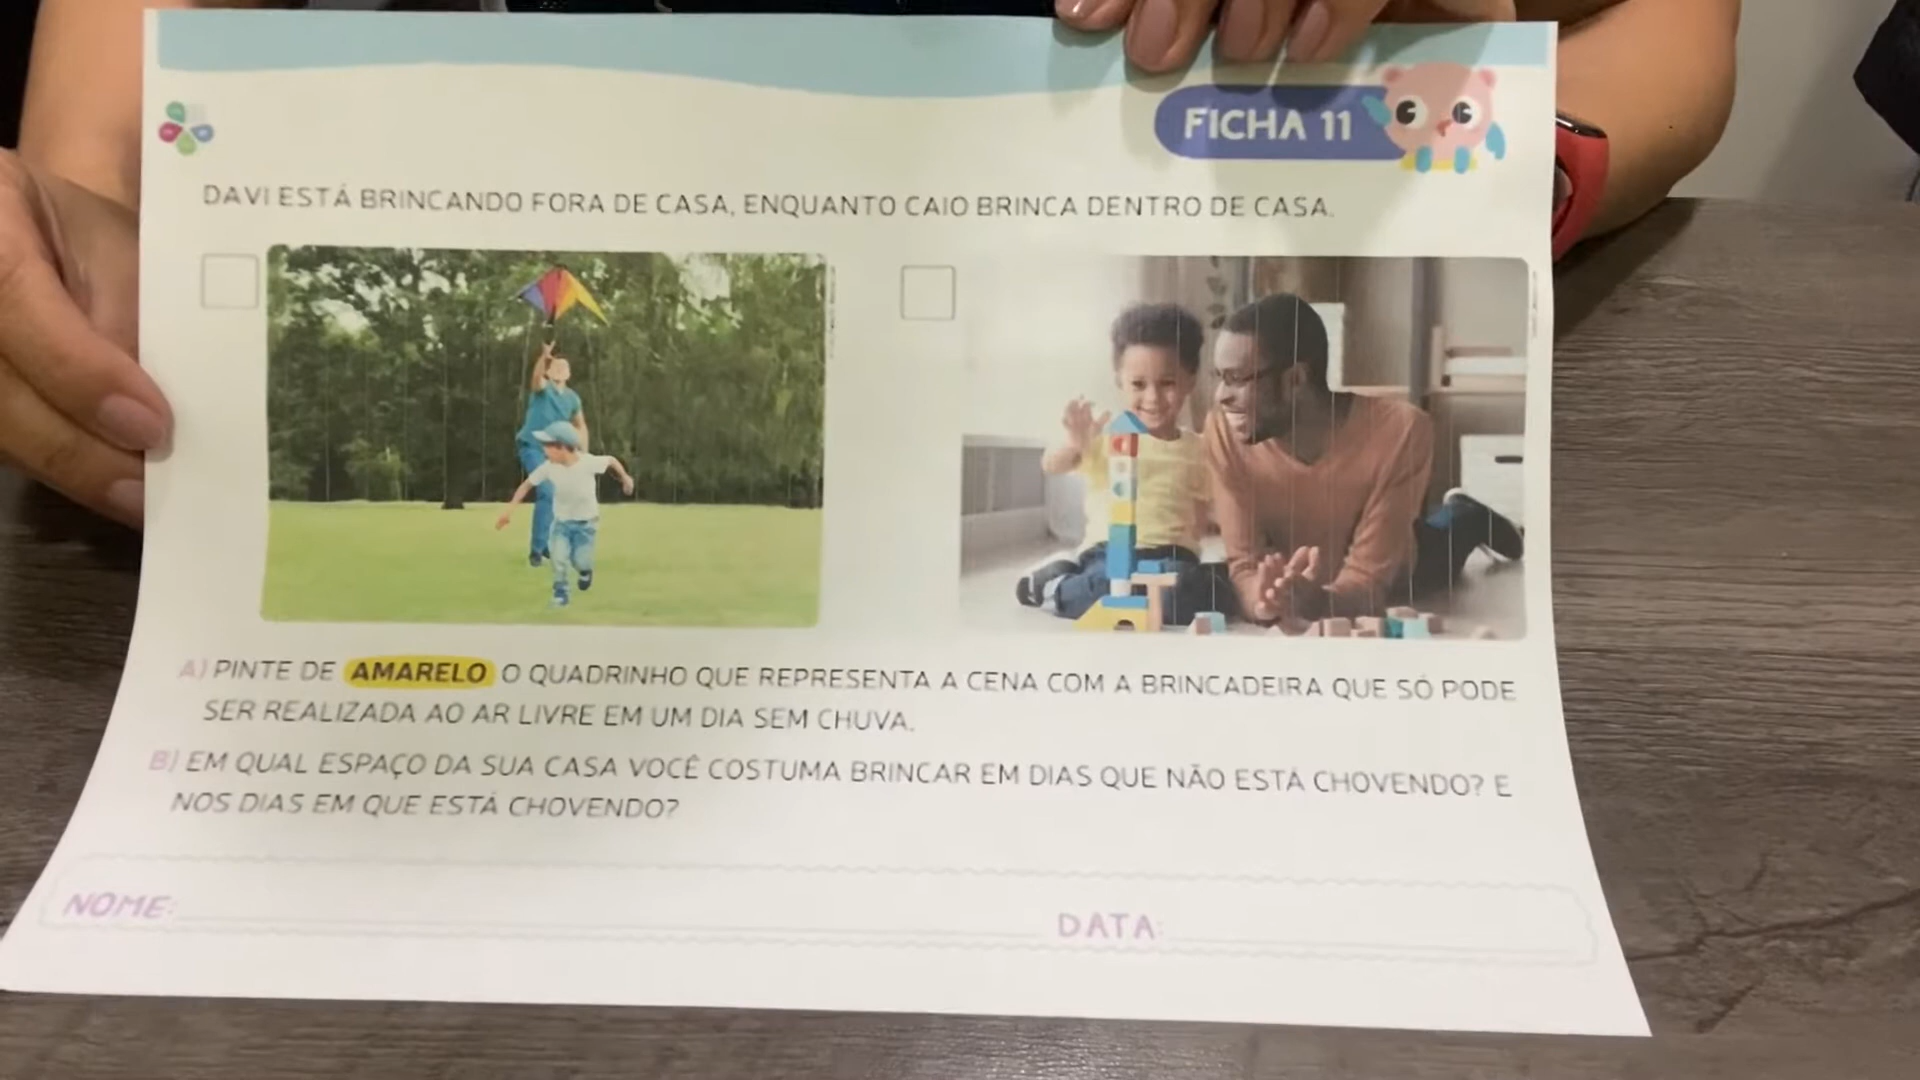 FICHA 11
DAVI ESTÁ BRINCANDO FORA DE CASA, ENQUANTO CAIO BRINCA DENTRO DE CASA.
A) PINTE DE AMARELO O QUADRINHO QUE REPRESENTA A CENA COM A BRINCADEIRA QUE SÓ PODE
SER REALIZADA AO AR LIVRE EM UM DIA SEM CHUVA.
B) EM QUAL ESPAÇO DA SUA CASA VOCÊ COSTUMA BRINCAR EM DIAS QUE NÃO ESTÁ CHOVENDO? E
NOS DIAS EM QUE ESTÁ CHOVENDO?
NOME:
DATA: